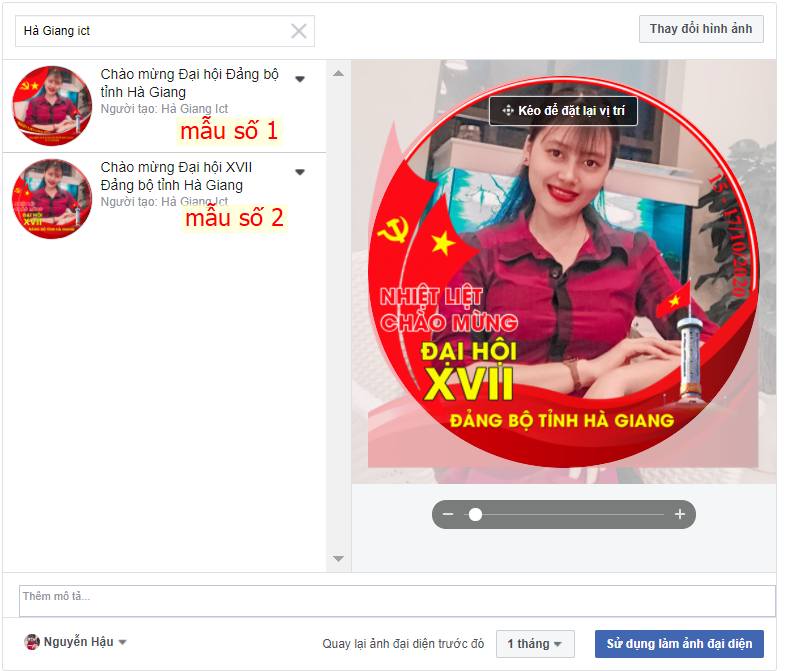 Hà Giang ict
Thay đổi hình ảnh
Chào mừng Đại hội Đảng bộ
tỉnh Hà Giang
Người tạo: Hà Giang Ict
mẫu số 1
Chào mừng Đại hội XVII
Đảng bộ tỉnh Hà Giang
Người tạo: Hà Giang Ict
mẫu số 2
Kéo để đặt lại vị trí
15 - 17/10/2020
NHIỆT LIỆT
CHÀO MỪNG
ĐẠI HỘI
XVII
ĐẢNG BỘ TỈNH HÀ GIANG
Thêm mô tả...
Nguyễn Hậu
Quay lại ảnh đại diện trước đó
1 tháng
Sử dụng làm ảnh đại diện